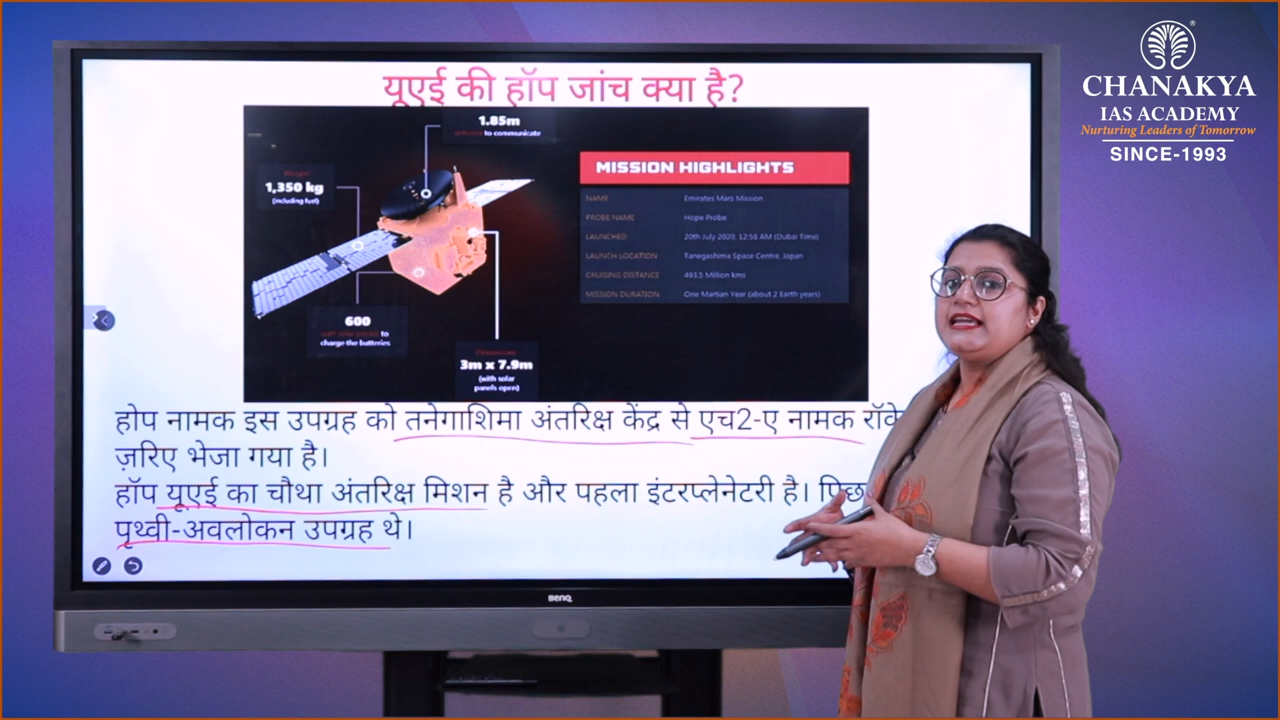 यूएई की हॉप जांच क्या है?
1.85m
antenna to communicate
Weight
1,350 kg
(including fuel)
600
watt solar panels to
charge the batteries
3m x 7.9m
(with solar
panels open)
MISSION HIGHLIGHTS
NAME Emirates Mars Mission
PROBE NAME Hope Probe
LAUNCHED 20th July 2020, 12:58 AM (Dubai Time)
LAUNCH LOCATION Tanegashima Space Centre, Japan
CRUISING DISTANCE 493.5 Million kms
MISSION DURATION One Martian Year (about 2 Earth years)
होप नामक इस उपग्रह को तनेगाशिमा अंतरिक्ष केंद्र से एच2-ए नामक
ज़रिए भेजा गया है।
हॉप यूएई का चौथा अंतरिक्ष मिशन है और पहला इंटरप्लेनेटरी है।
पृथ्वी-अवलोकन उपग्रह थे।
BenQ
CHANAKYA
IAS ACADEMY
Nurturing Leaders of Tomorrow
SINCE-1993